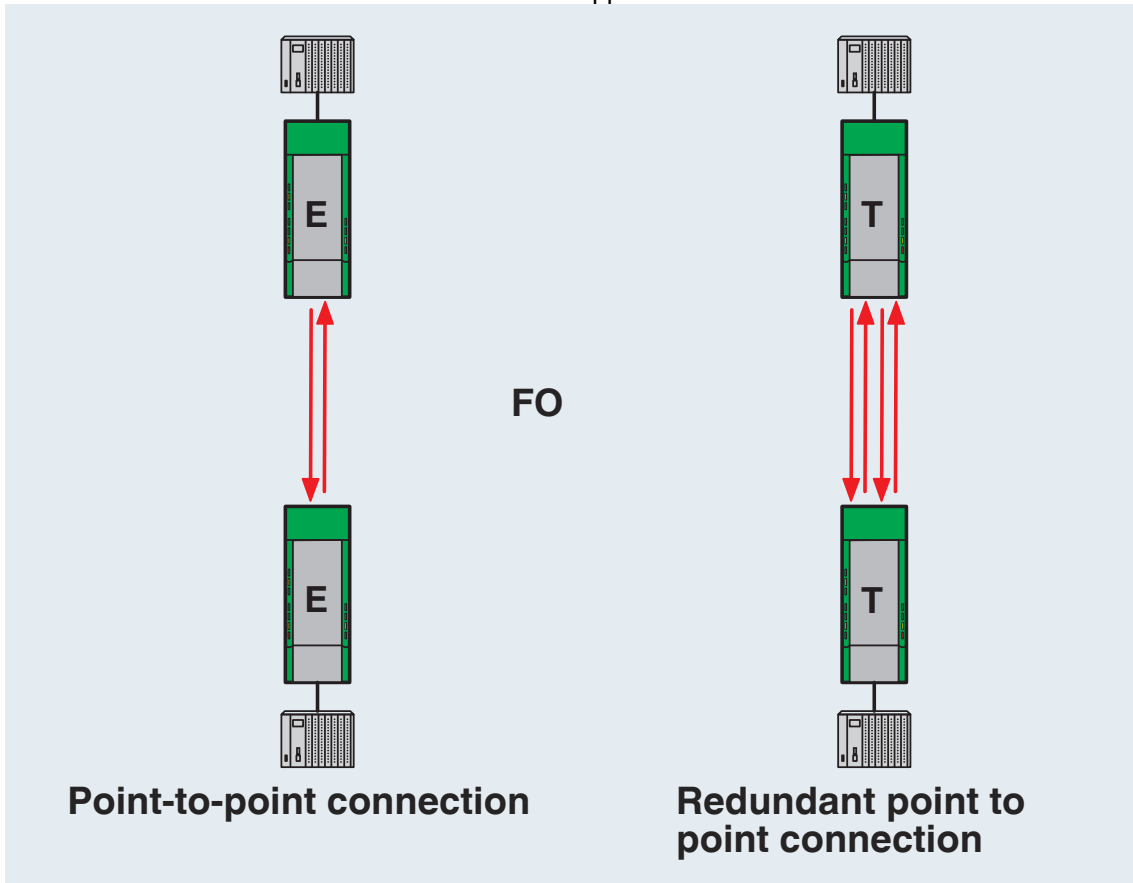 E
T
FO
E
T
Point-to-point connection
Redundant point to
point connection